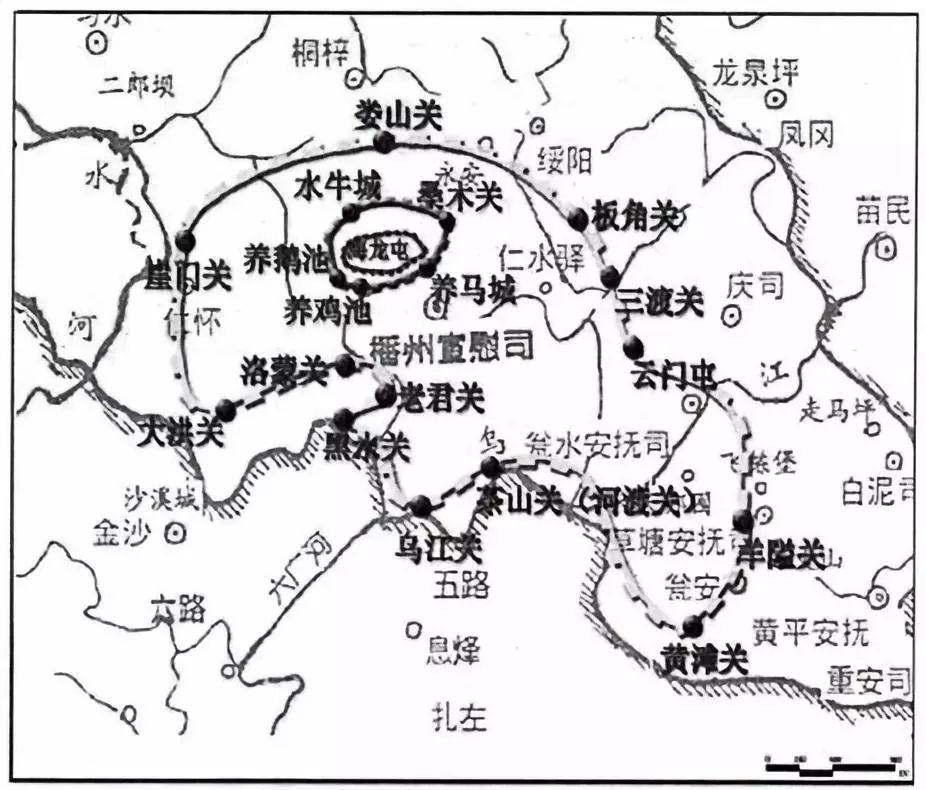 桐梓
龙泉坪
二郎坝
娄山关
凤冈
绥阳
永安
水
水牛城
桑木关
苗民
板角关
养鹅池
海龙屯
仁水驿
崖门关
养马城
庆司
养鸡池
三渡关
河
仁怀
播州宣慰司
洛蒙关
云门屯
江
老君关
走马坪
大洪关
黑水关
乌
瓮水安抚司
飞练堡
白泥司
沙溪城
茶山关（河渡关）
金沙
乌江关
草塘安抚
羊隘关
山
六广河
五路
瓮安
六路
黄平安抚
息烽
黄滩关
重安司
扎左